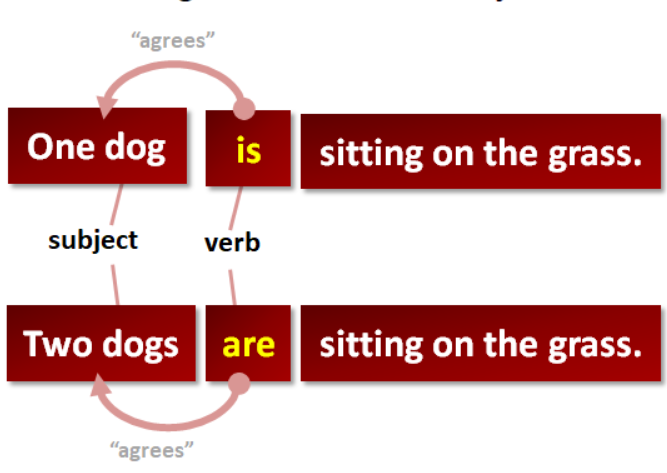 “agrees”
One dog is sitting on the grass.
subject verb
Two dogs are sitting on the grass.
“agrees”